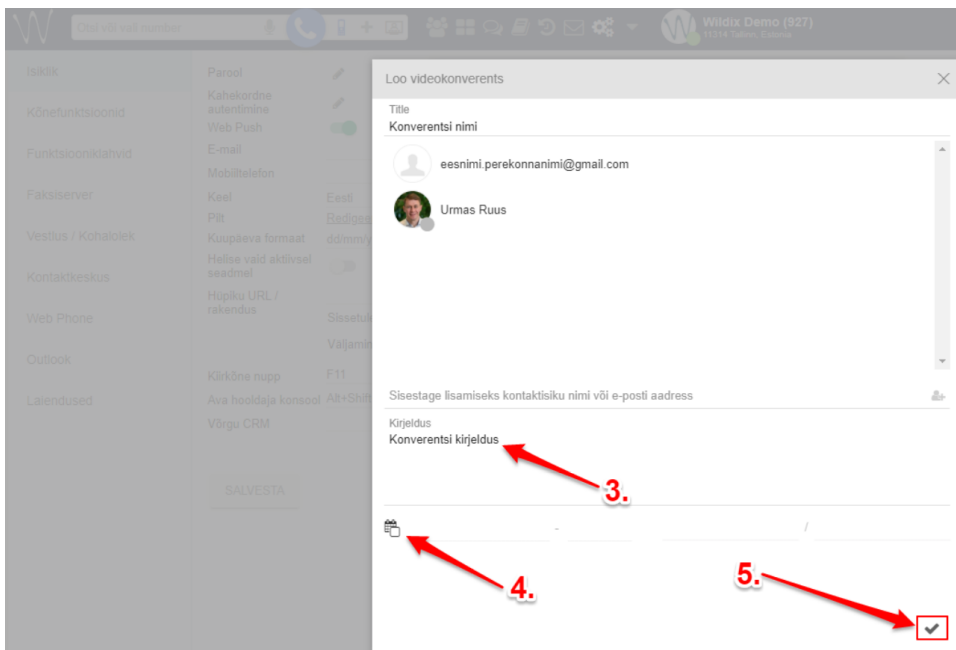 Otsi või vali number
Wildix Demo (927)
11314 Tallinn, Estonia
Isiklik
Kõnefunktsioonid
Funktsiooniklahvid
Faksiserver
Vestlus / Kohalolek
Kontaktkeskus
Web Phone
Outlook
Laiendused
Parool
Kahekordne
autentimine
Web Push
E-mail
Mobiiltelefon
Keel
Eesti
Pilt
Kuupäeva formaat
dd/mm/y
Helise vaid aktiivsel
seadmel
Hüpiku URL /
rakendus
Kiirkõne nupp
F11
Ava hooldaja konsool
Võrgu CRM
SALVESTA
Loo videokonverents
Title
Konverentsi nimi
eesnimi.perekonnanimi@gmail.com
Urmas Ruus
Sisestage lisamiseks kontaktisiku nimi või e-posti aadress
Kirjeldus
Konverentsi kirjeldus
3.
-
/
4.
5.